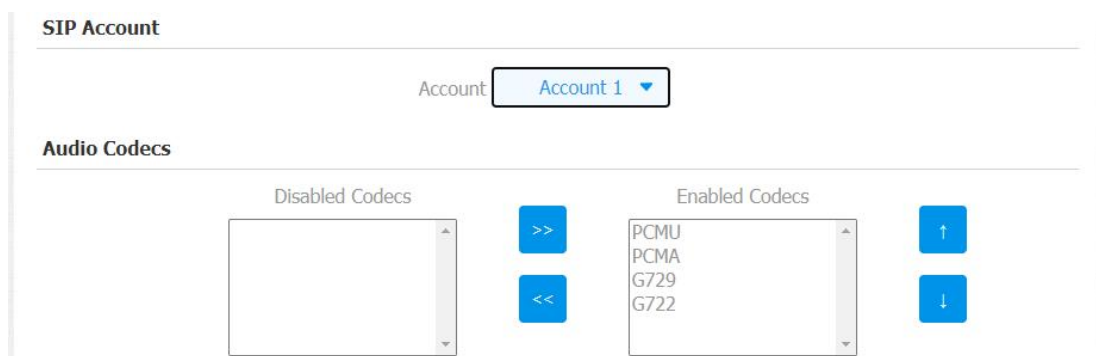 SIP Account
Account Account 1
Audio Codecs
Disabled Codecs Enabled Codecs
>> PCMU ↑
PCMA
G729
<< G722 ↓